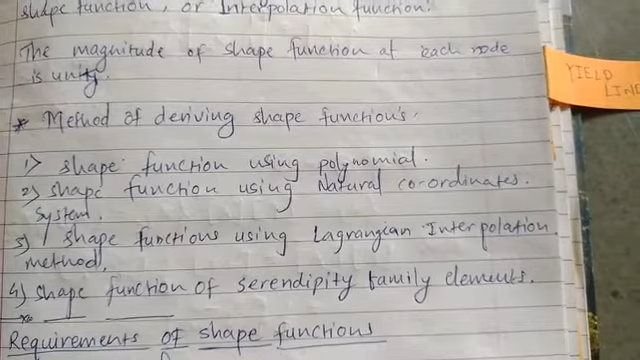 shape function, or Interpolation function.
The magnitude of shape function at each node
is unity.
* Method of deriving shape function's.
1) shape function using polynomial.
2) shape function using Natural co-ordinates.
system.
3) shape functions using Lagrangian Interpolation
method.
4) shape function of serendipity family elements.
Requirements of shape functions
YIELD
LINE